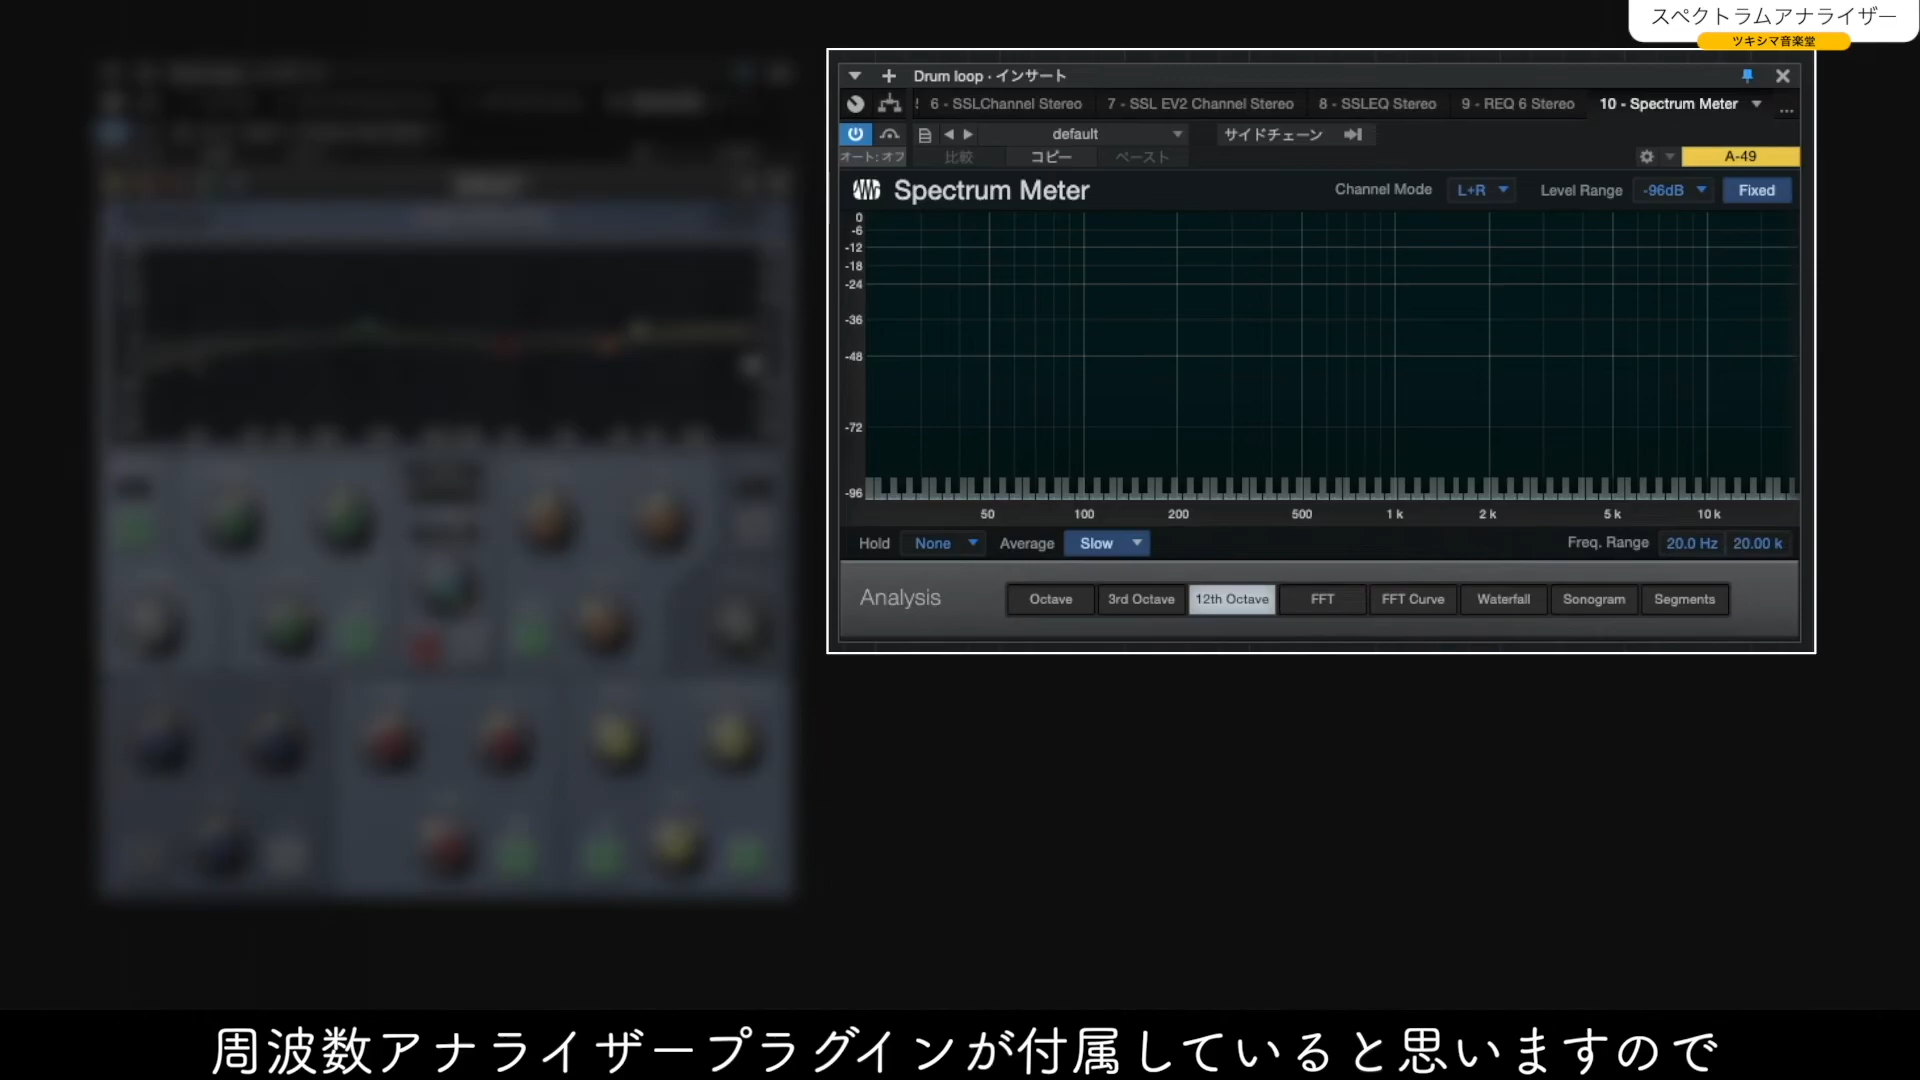 スペクトラムアナライザー
ツキシマ音楽堂
Drum loop · インサート
6 - SSLChannel Stereo 7 - SSL EV2 Channel Stereo 8 - SSLEQ Stereo 9 - REQ 6 Stereo 10 - Spectrum Meter ...
default サイドチェーン
オート: オフ 比較 コピー ペースト A-49
Spectrum Meter Channel Mode L+R Level Range -96dB Fixed
0
-6
-12
-18
-24
-36
-48
-72
-96
50 100 200 500 1 k 2 k 5 k 10 k
Hold None Average Slow Freq. Range 20.0 Hz 20.00 k
Analysis Octave 3rd Octave 12th Octave FFT FFT Curve Waterfall Sonogram Segments
周波数アナライザープラグインが付属していると思いますので